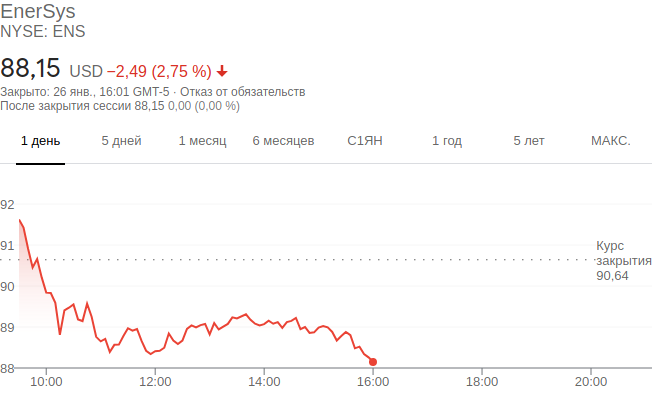 EnerSys
NYSE: ENS
88,15 USD −2,49 (2,75 %)
Закрыто: 26 янв., 16:01 GMT-5 · Отказ от обязательств
После закрытия сессии 88,15 0,00 (0,00 %)
1 день 5 дней 1 месяц 6 месяцев С1ЯН 1 год 5 лет МАКС.
92
91
Курс
закрытия
90,64
90
89
88
10:00 12:00 14:00 16:00 18:00 20:00